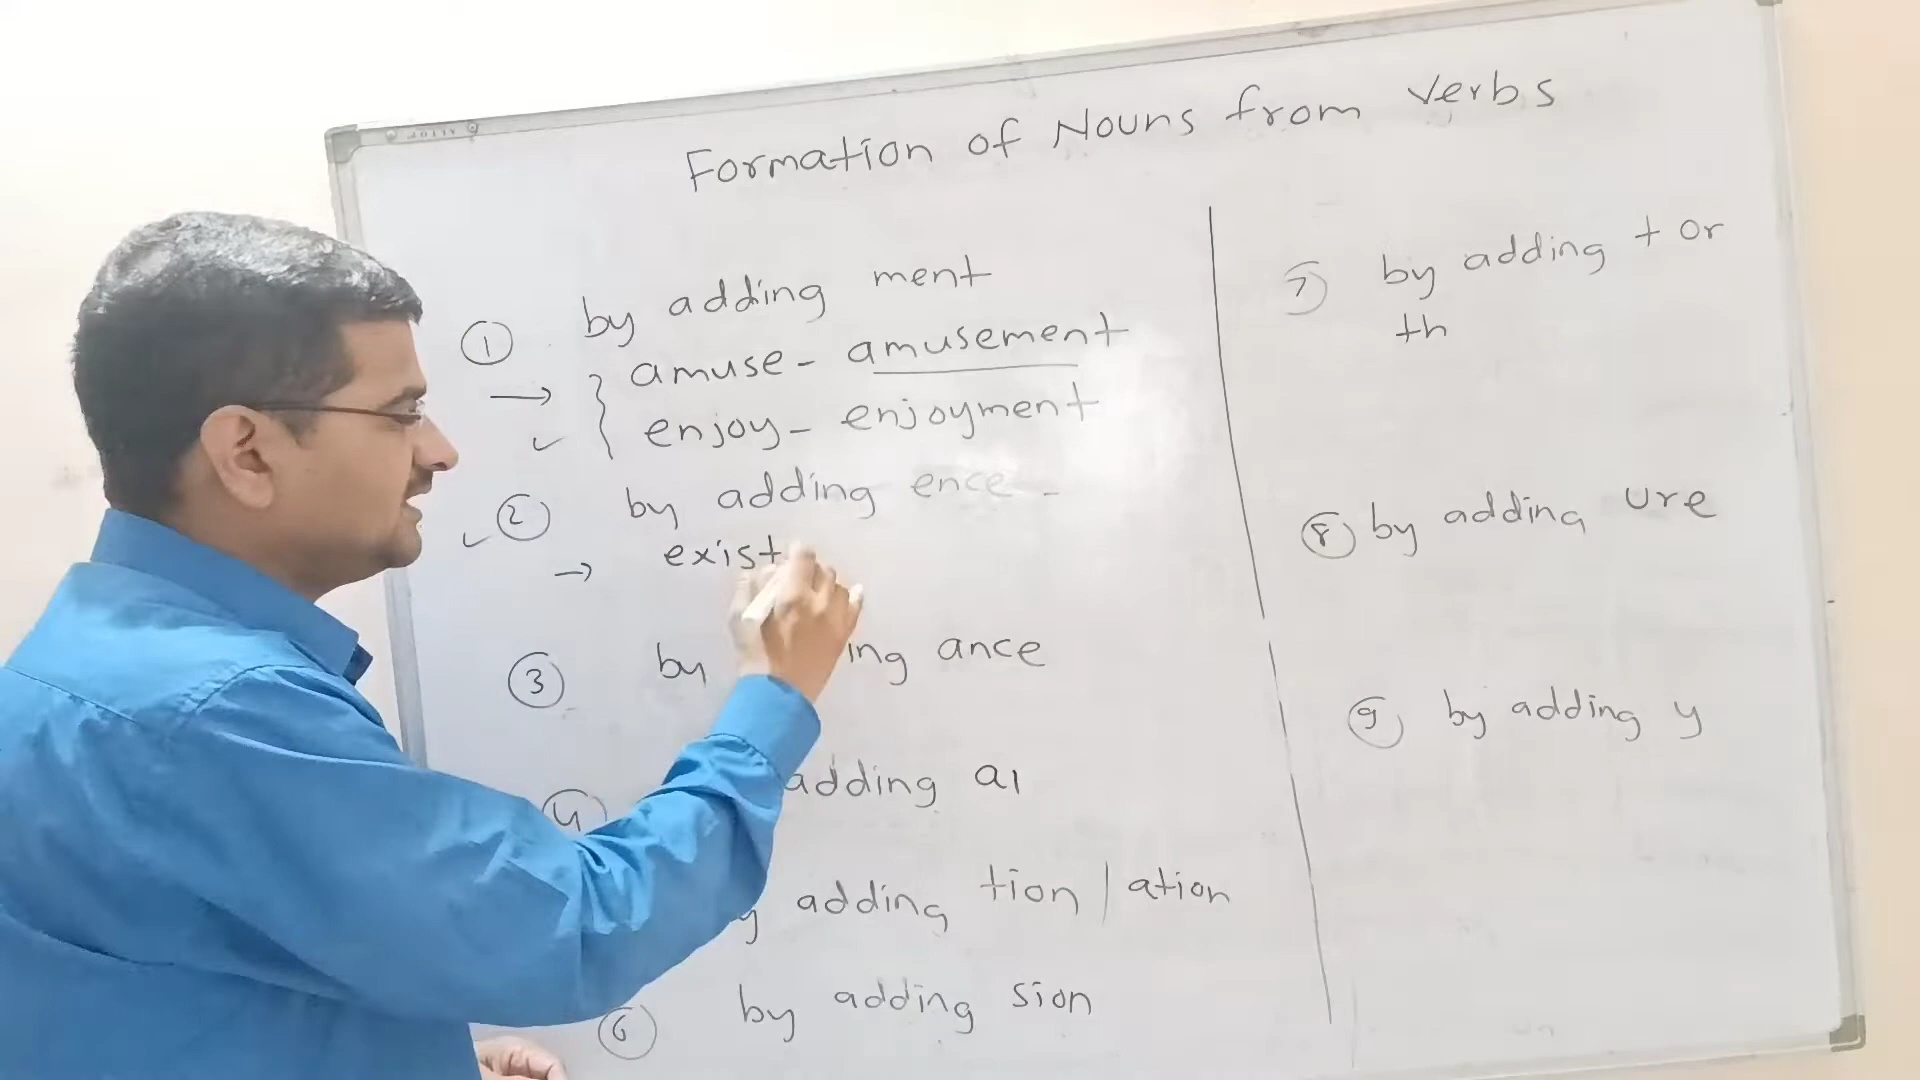 Formation of Nouns from Verbs
① by adding ment
→ { amuse - amusement
✓ enjoy - enjoyment
✓ ② by adding ence -
→ exist
③ by ing ance
④ adding al
adding tion / ation
⑥ by adding sion
⑦ by adding t or
th
⑧ by adding ure
⑨ by adding y